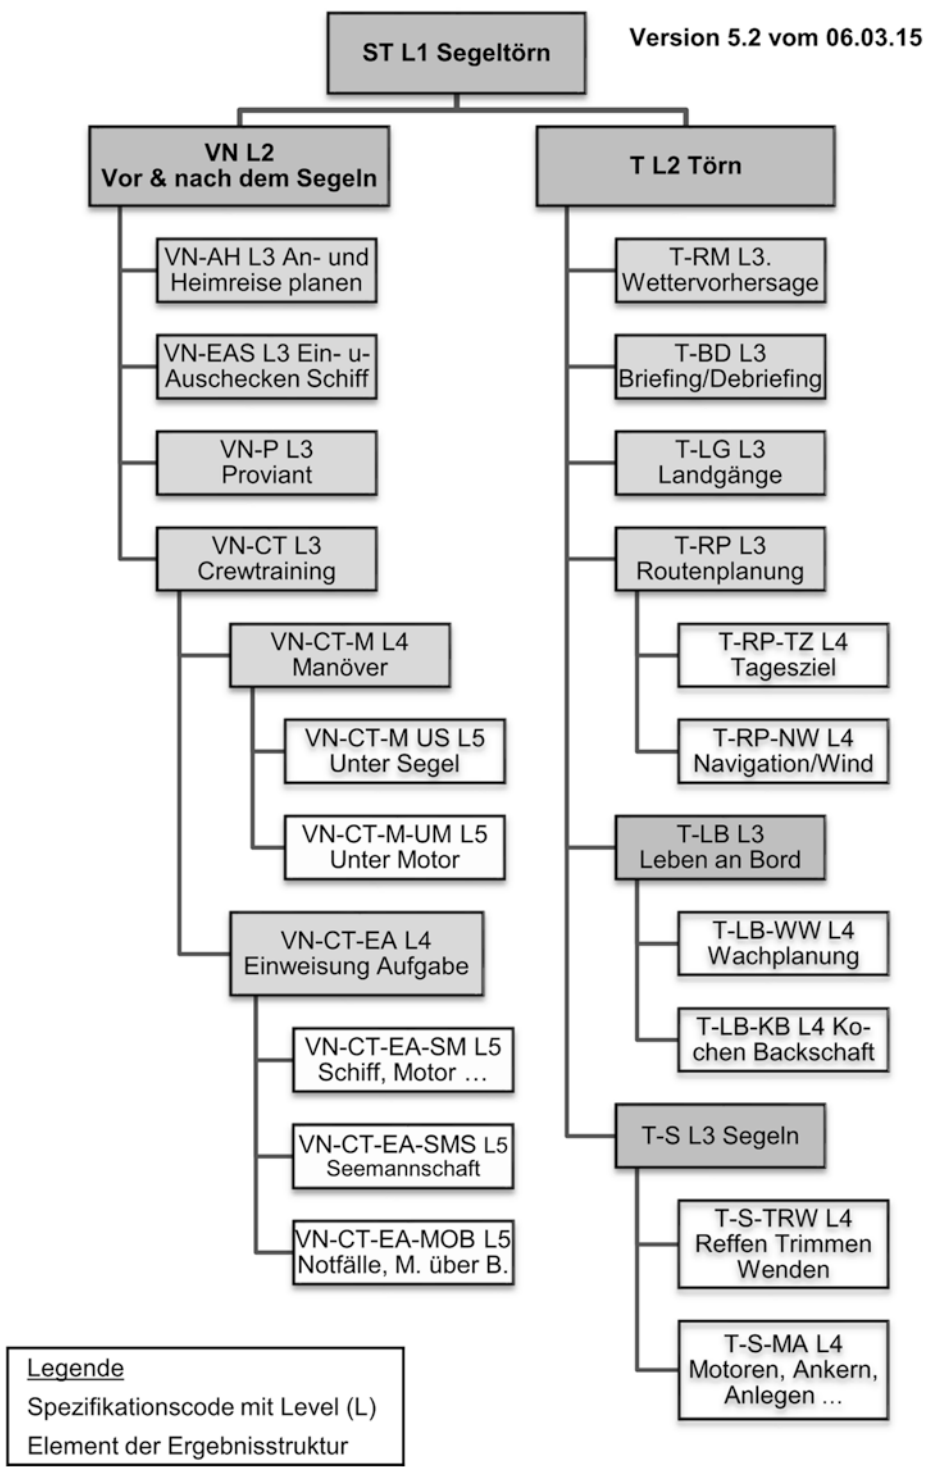 ST L1 Segeltörn
Version 5.2 vom 06.03.15
VN L2
Vor & nach dem Segeln
VN-AH L3 An- und
Heimreise planen
VN-EAS L3 Ein- u-
Auschecken Schiff
VN-P L3
Proviant
VN-CT L3
Crewtraining
VN-CT-M L4
Manöver
VN-CT-M US L5
Unter Segel
VN-CT-M-UM L5
Unter Motor
VN-CT-EA L4
Einweisung Aufgabe
VN-CT-EA-SM L5
Schiff, Motor ...
VN-CT-EA-SMS L5
Seemannschaft
VN-CT-EA-MOB L5
Notfälle, M. über B.
T L2 Törn
T-RM L3.
Wettervorhersage
T-BD L3
Briefing/Debriefing
T-LG L3
Landgänge
T-RP L3
Routenplanung
T-RP-TZ L4
Tagesziel
T-RP-NW L4
Navigation/Wind
T-LB L3
Leben an Bord
T-LB-WW L4
Wachplanung
T-LB-KB L4 Ko-
chen Backschaft
T-S L3 Segeln
T-S-TRW L4
Reffen Trimmen
Wenden
T-S-MA L4
Motoren, Ankern,
Anlegen ...
Legende
Spezifikationscode mit Level (L)
Element der Ergebnisstruktur